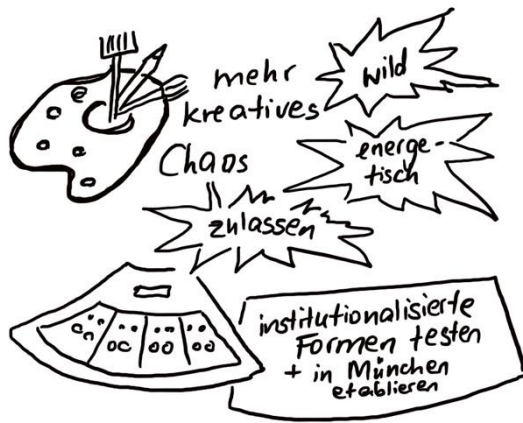 mehr
kreatives
Chaos
zulassen
wild
energe-
tisch
institutionalisierte
Formen testen
+ in München
etablieren